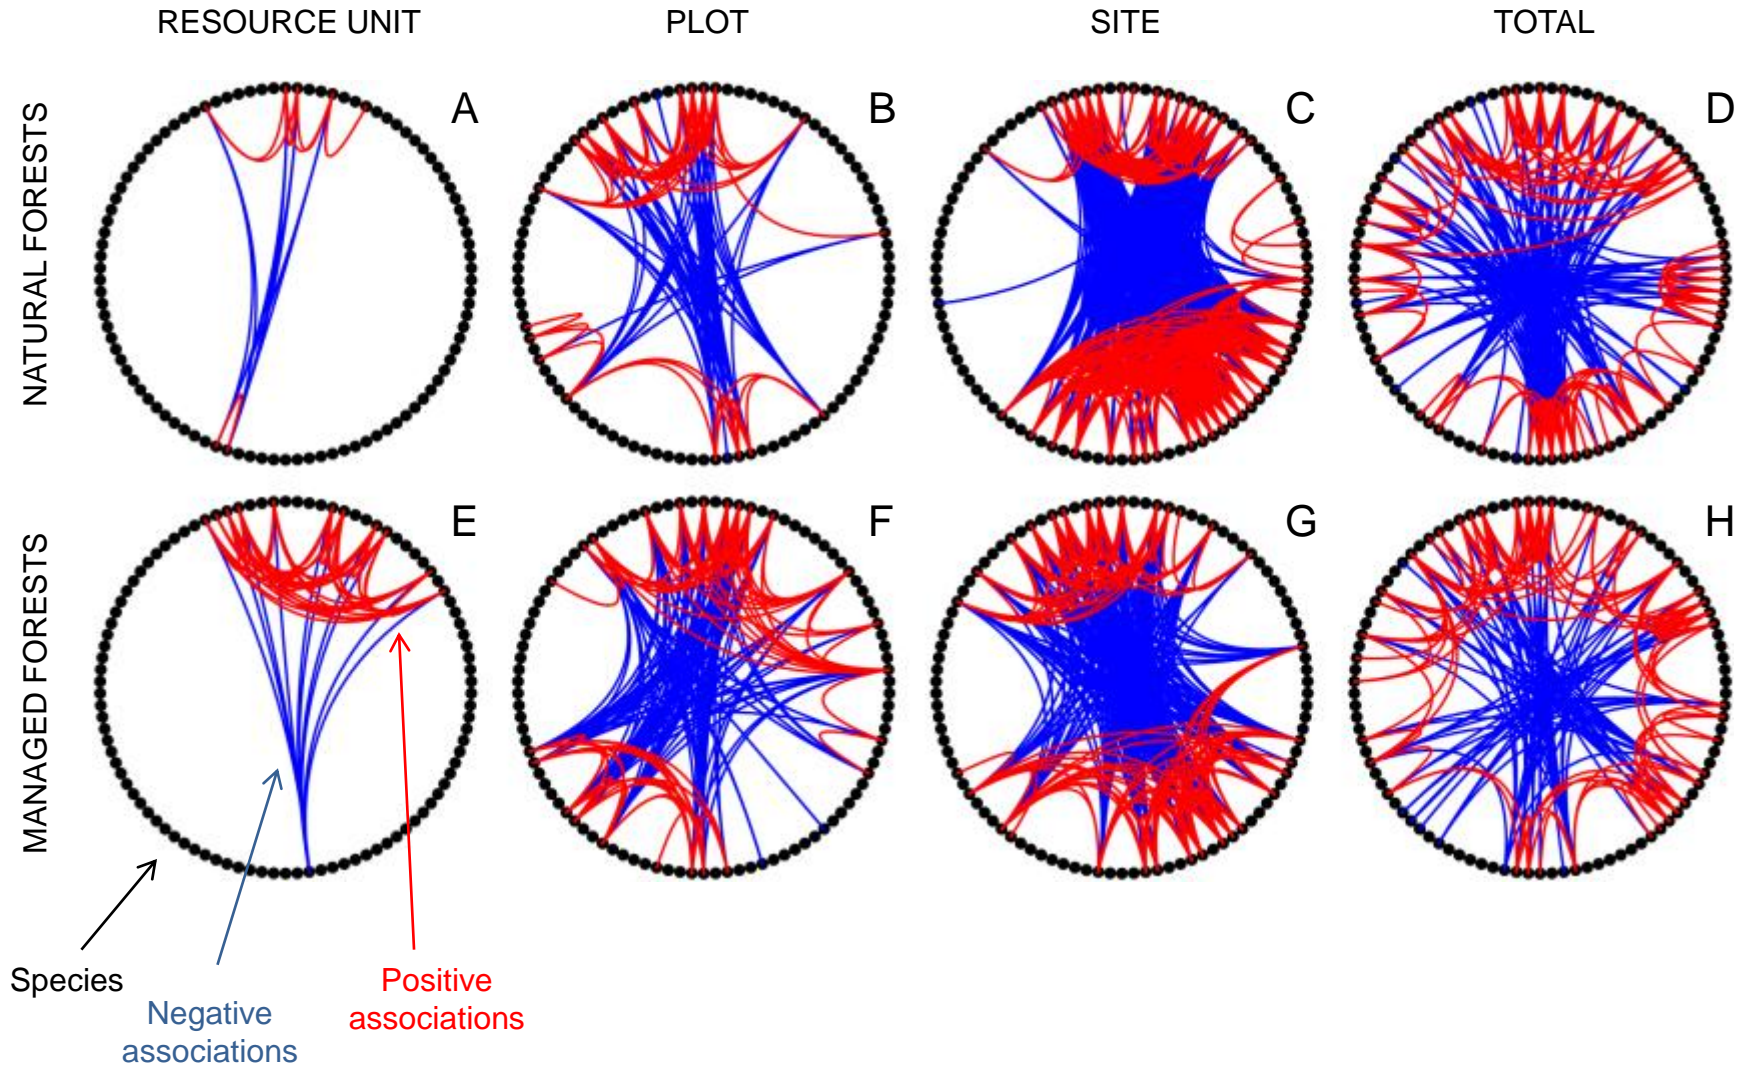 RESOURCE UNIT
PLOT
SITE
TOTAL
NATURAL FORESTS
A
B
C
D
MANAGED FORESTS
E
F
G
H
Species
Negative
associations
Positive
associations